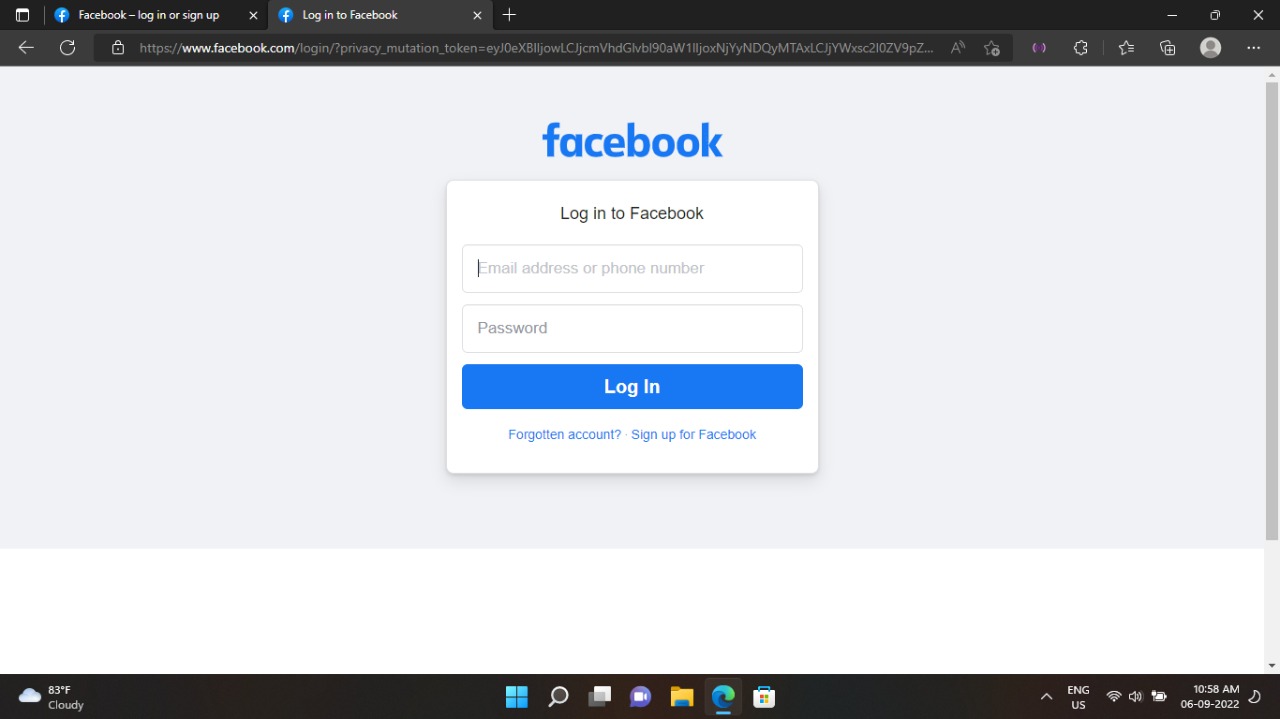 Facebook – log in or sign up
Log in to Facebook
https://www.facebook.com/login/?privacy_mutation_token=
facebook
Log in to Facebook
Email address or phone number
Password
Log In
Forgotten account? · Sign up for Facebook
83°F
Cloudy
ENG
US
10:58 AM
06-09-2022